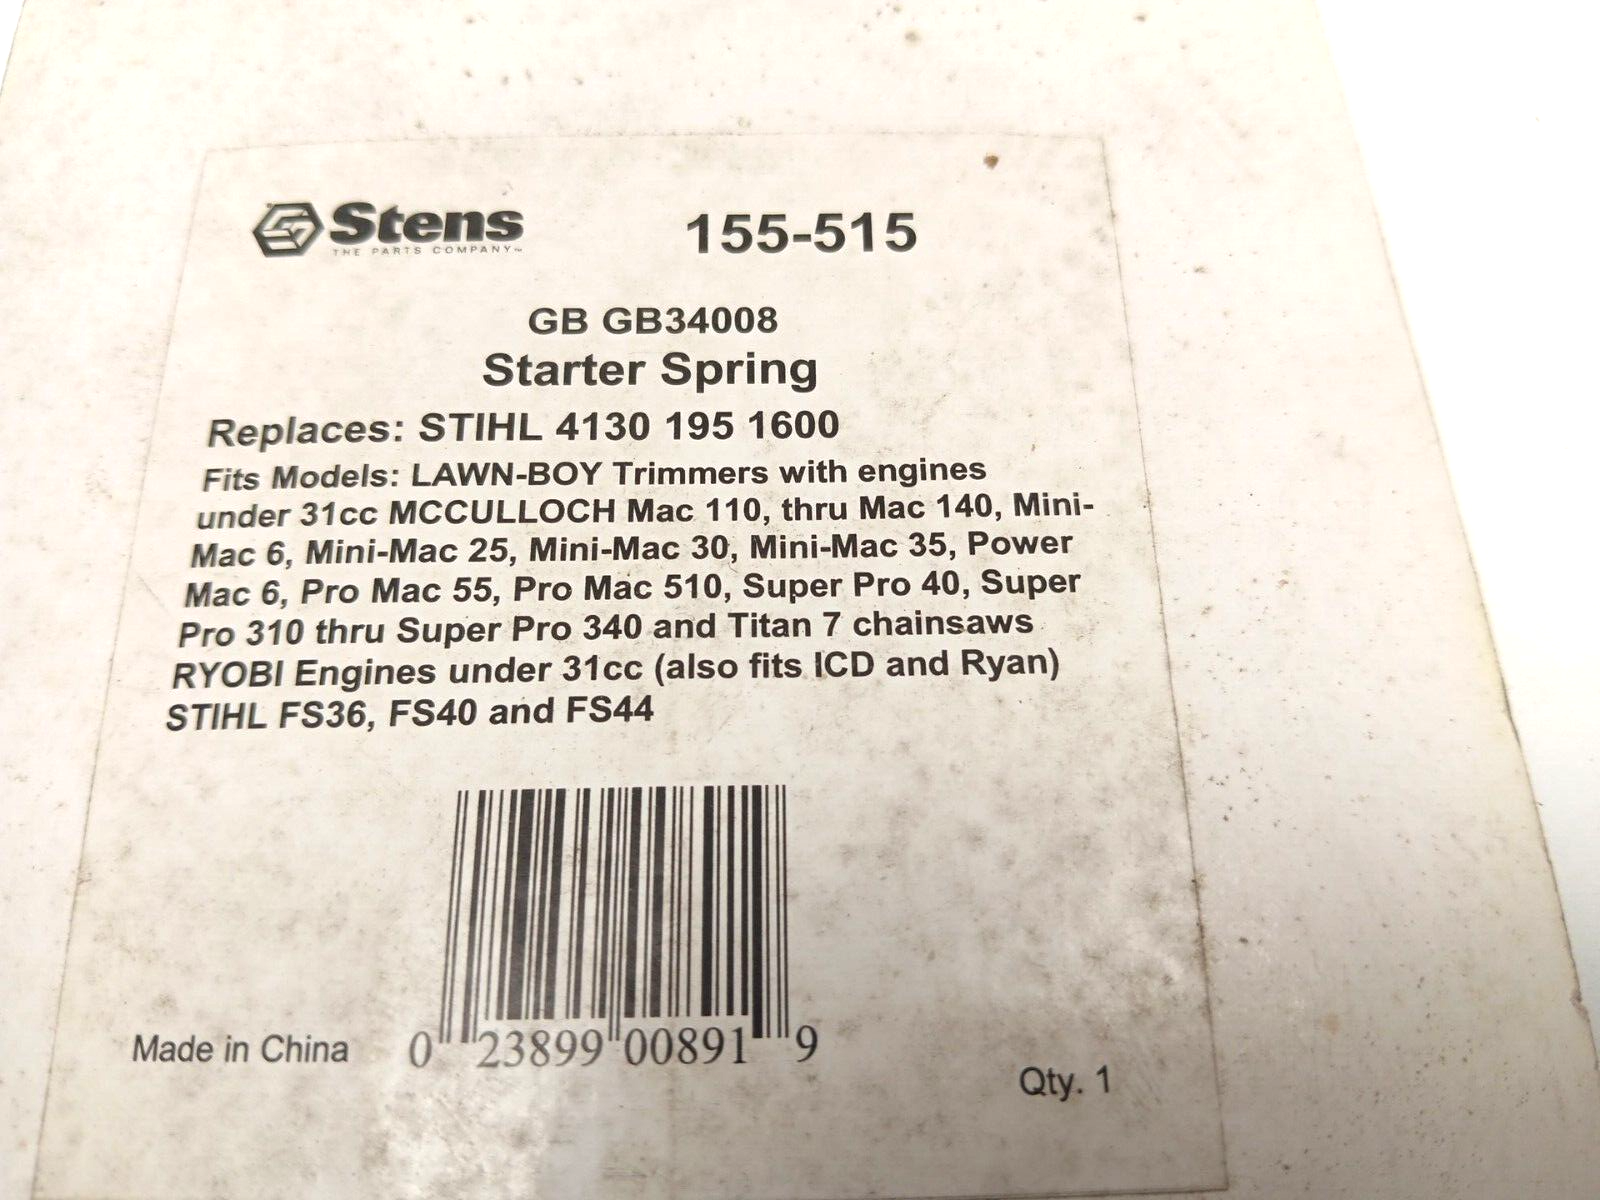 Stens 155-515
THE PARTS COMPANY™
GB GB34008
Starter Spring
Replaces: STIHL 4130 195 1600
Fits Models: LAWN-BOY Trimmers with engines
under 31cc MCCULLOCH Mac 110, thru Mac 140, Mini-
Mac 6, Mini-Mac 25, Mini-Mac 30, Mini-Mac 35, Power
Mac 6, Pro Mac 55, Pro Mac 510, Super Pro 40, Super
Pro 310 thru Super Pro 340 and Titan 7 chainsaws
RYOBI Engines under 31cc (also fits ICD and Ryan)
STIHL FS36, FS40 and FS44
Made in China 0 23899 00891 9
Qty. 1